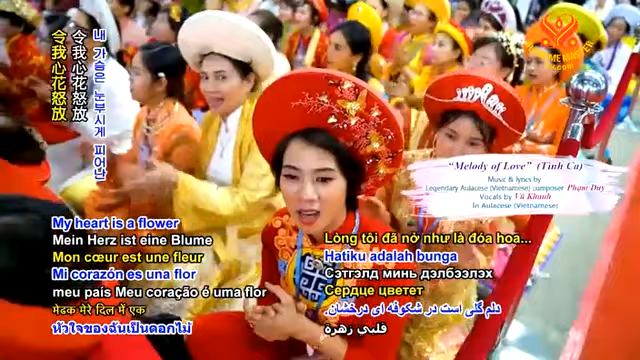 令我心花怒放
令我心花怒放
내 가슴은 눈부시게 피어난
"Melody of Love" (Tình Ca)
Music & lyrics by
Legendary Aulacese (Vietnamese) composer Phạm Duy
Vocals by Vũ Khanh
In Aulacese (Vietnamese)
My heart is a flower
Mein Herz ist eine Blume
Mon cœur est une fleur
Mi corazón es una flor
meu país Meu coração é uma flor
मेढक मेरे दिल में एक
หัวใจของฉันเป็นดอกไม้
Lòng tôi đã nở như là đóa hoa...
Hatiku adalah bunga
Сэтгэлд минь дэлбээлэх
Сердце цветет
دلم گلی است در شکوفه ای درخشان.
قلبي زهرة